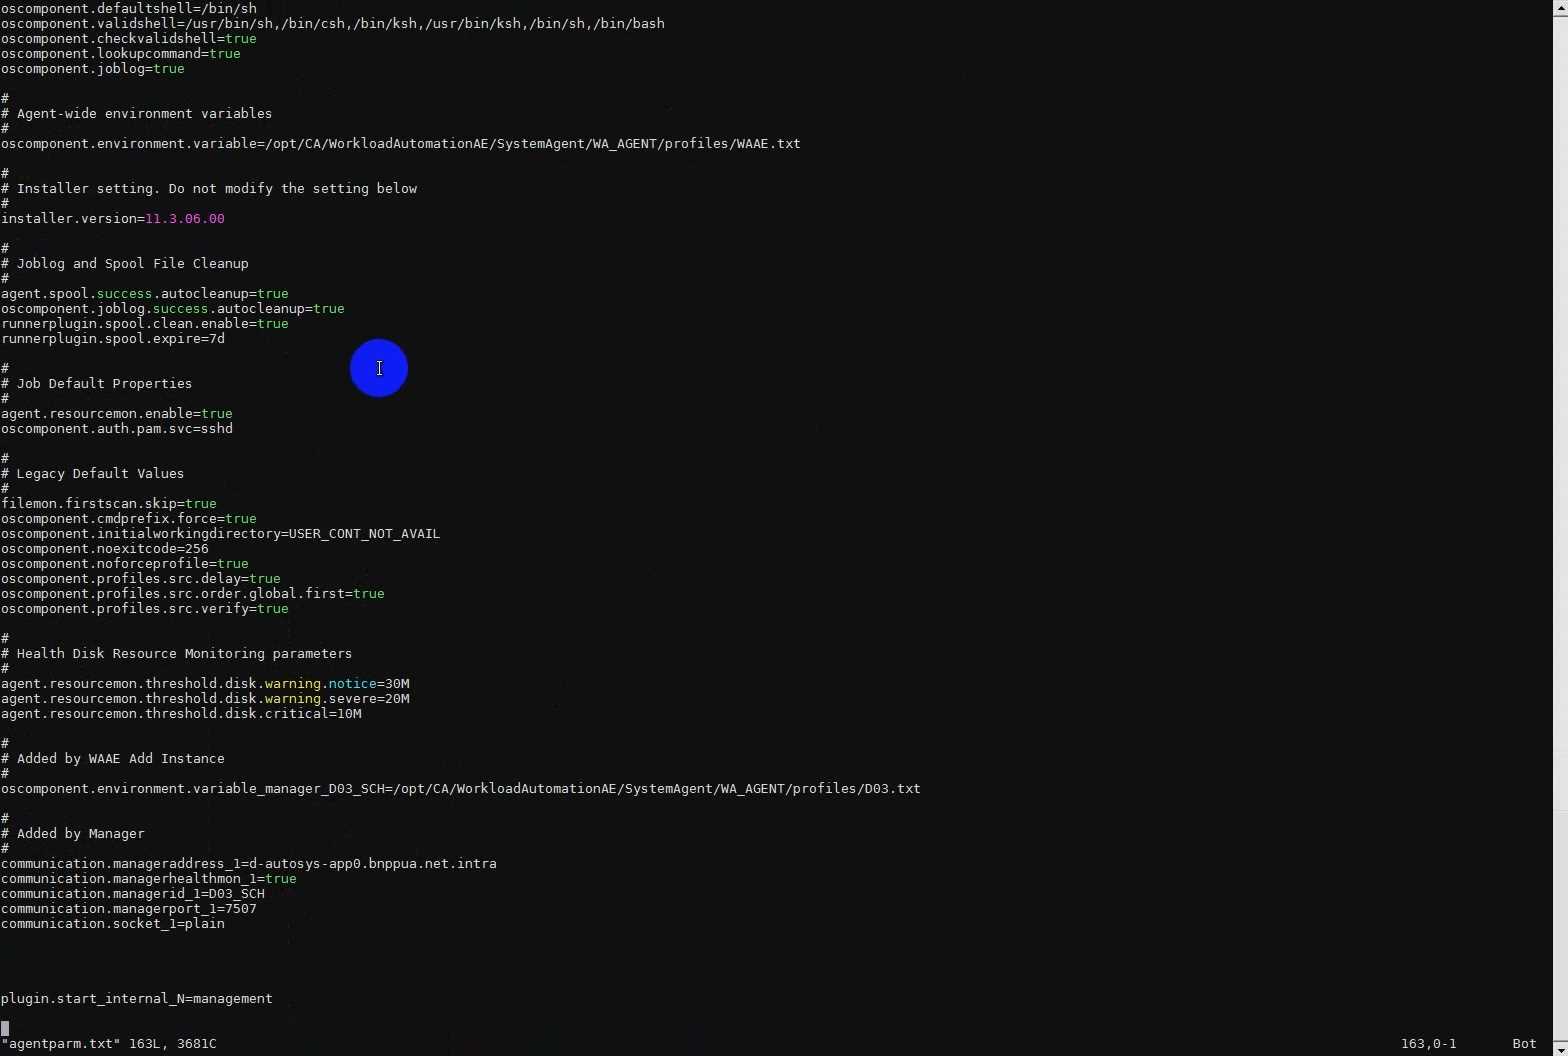 oscomponent.defaultshell=/bin/sh
oscomponent.validshell=/usr/bin/sh,/bin/csh,/bin/ksh,/usr/bin/ksh,/bin/sh,/bin/bash
oscomponent.checkvalidshell=true
oscomponent.lookupcommand=true
oscomponent.joblog=true
#
# Agent-wide environment variables
#
oscomponent.environment.variable=/opt/CA/WorkloadAutomationAE/SystemAgent/WA_AGENT/profiles/WAAE.txt
#
# Installer setting. Do not modify the setting below
#
installer.version=11.3.06.00
#
# Joblog and Spool File Cleanup
#
agent.spool.success.autocleanup=true
oscomponent.joblog.success.autocleanup=true
runnerplugin.spool.clean.enable=true
runnerplugin.spool.expire=7d
#
# Job Default Properties
#
agent.resourcemon.enable=true
oscomponent.auth.pam.svc=sshd
#
# Legacy Default Values
#
filemon.firstscan.skip=true
oscomponent.cmdprefix.force=true
oscomponent.initialworkingdirectory=USER_CONT_NOT_AVAIL
oscomponent.noexitcode=256
oscomponent.noforceprofile=true
oscomponent.profiles.src.delay=true
oscomponent.profiles.src.order.global.first=true
oscomponent.profiles.src.verify=true
#
# Health Disk Resource Monitoring parameters
#
agent.resourcemon.threshold.disk.warning.notice=30M
agent.resourcemon.threshold.disk.warning.severe=20M
agent.resourcemon.threshold.disk.critical=10M
#
# Added by WAAE Add Instance
#
oscomponent.environment.variable_manager_D03_SCH=/opt/CA/WorkloadAutomationAE/SystemAgent/WA_AGENT/profiles/D03.txt
#
# Added by Manager
#
communication.manageraddress_1=d-autosys-app0.bnppua.net.intra
communication.managerhealthmon_1=true
communication.managerid_1=D03_SCH
communication.managerport_1=7507
communication.socket_1=plain
plugin.start_internal_N=management
"agentparm.txt" 163L, 3681C 163,0-1 Bot